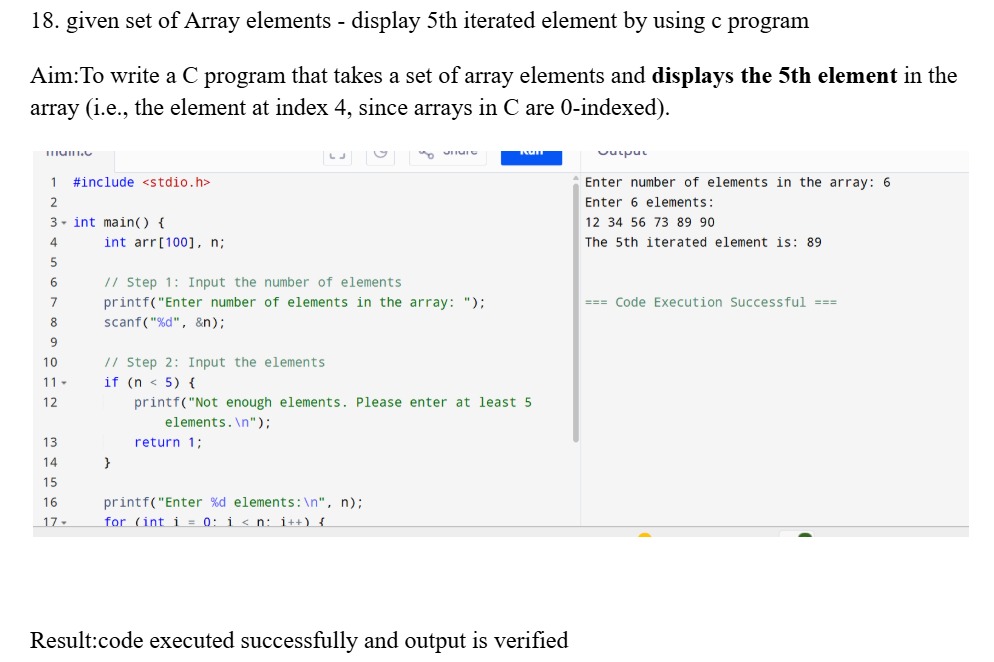 18. given set of Array elements - display 5th iterated element by using c program
Aim:To write a C program that takes a set of array elements and displays the 5th element in the
array (i.e., the element at index 4, since arrays in C are 0-indexed).
main.c Share Run Output
1 #include <stdio.h>
2
3 int main() {
4 int arr[100], n;
5
6 // Step 1: Input the number of elements
7 printf("Enter number of elements in the array: ");
8 scanf("%d", &n);
9
10 // Step 2: Input the elements
11 if (n < 5) {
12 printf("Not enough elements. Please enter at least 5
elements.\n");
13 return 1;
14 }
15
16 printf("Enter %d elements:\n", n);
17 for (int i = 0; i < n; i++) {
Enter number of elements in the array: 6
Enter 6 elements:
12 34 56 73 89 90
The 5th iterated element is: 89
=== Code Execution Successful ===
Result:code executed successfully and output is verified